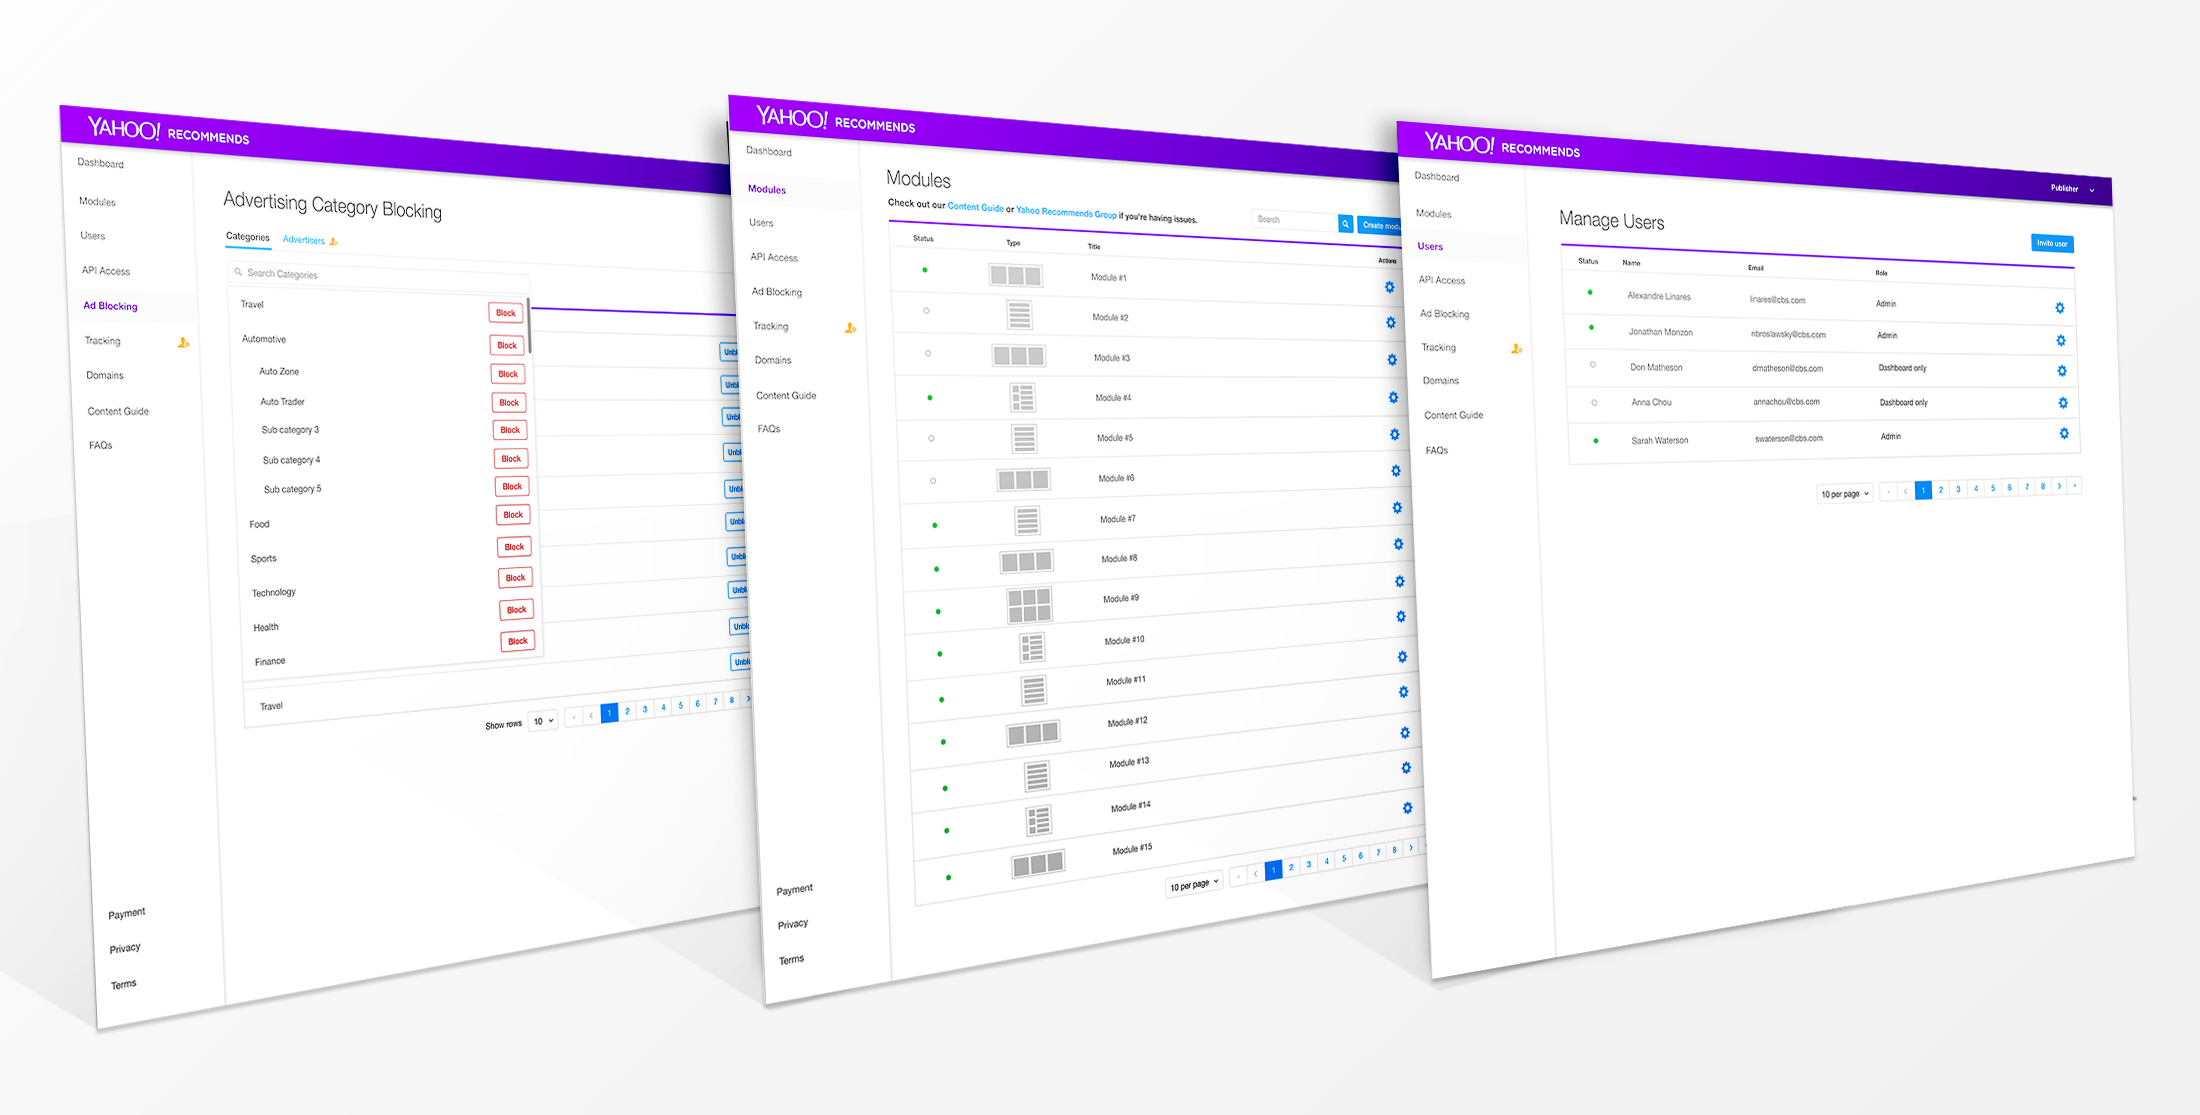 YAHOO! RECOMMENDS
Dashboard
Modules
Users
API Access
Ad Blocking
Tracking
Domains
Content Guide
FAQs
Payment
Privacy
Terms
Advertising Category Blocking
Categories Advertisers
Search Categories
Travel Block
Automotive Block
Auto Zone Block
Auto Trader Block
Sub category 3 Block
Sub category 4 Block
Sub category 5 Block
Food Block
Sports Block
Technology Block
Health Block
Finance Block
Travel
Unbl
Unbl
Unbl
Unbl
Unbl
Unbl
Unbl
Unbl
Unbl
Unbl
Show rows 10 1 2 3 4 5 6 7 8
YAHOO! RECOMMENDS
Dashboard
Modules
Users
API Access
Ad Blocking
Tracking
Domains
Content Guide
FAQs
Payment
Privacy
Terms
Modules
Check out our Content Guide or Yahoo Recommends Group if you're having issues.
Search Create modu
Status Type Title Actions
Module #1
Module #2
Module #3
Module #4
Module #5
Module #6
Module #7
Module #8
Module #9
Module #10
Module #11
Module #12
Module #13
Module #14
Module #15
10 per page 1 2 3 4 5 6 7 8
YAHOO! RECOMMENDS
Publisher
Dashboard
Modules
Users
API Access
Ad Blocking
Tracking
Domains
Content Guide
FAQs
Manage Users
Invite user
Status Name Email Role
Alexandre Linares linares@cbs.com Admin
Jonathan Monzon nbroslawsky@cbs.com Admin
Don Matheson dmatheson@cbs.com Dashboard only
Anna Chou annachou@cbs.com Dashboard only
Sarah Waterson swaterson@cbs.com Admin
10 per page 1 2 3 4 5 6 7 8